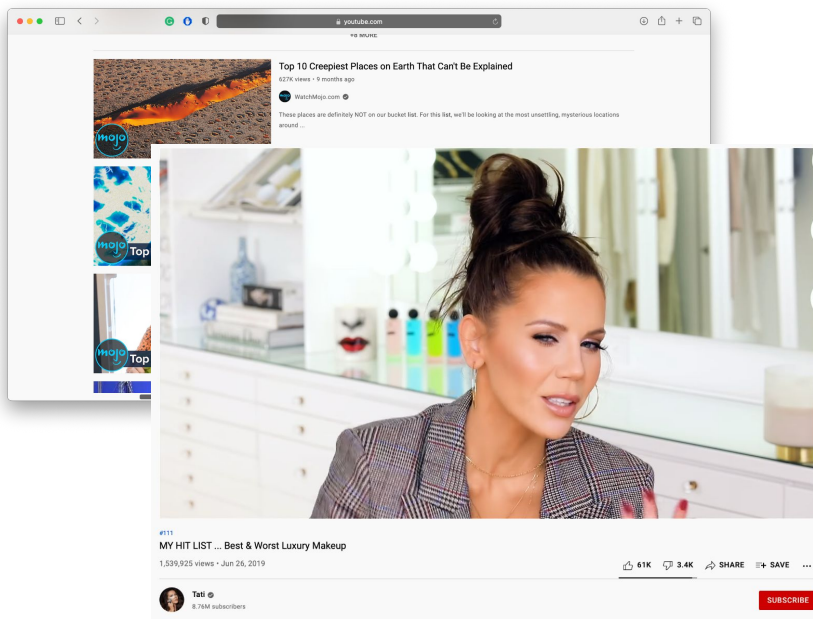 youtube.com
+8 MORE
Top 10 Creepiest Places on Earth That Can't Be Explained
627K views • 9 months ago
WatchMojo.com
These places are definitely NOT on our bucket list. For this list, we'll be looking at the most unsettling, mysterious locations
around ...
mojo
mojo
Top
mojo
Top
#111
MY HIT LIST ... Best & Worst Luxury Makeup
1,539,925 views • Jun 26, 2019
61K 3.4K SHARE SAVE ...
Tati
8.76M subscribers
SUBSCRIBE